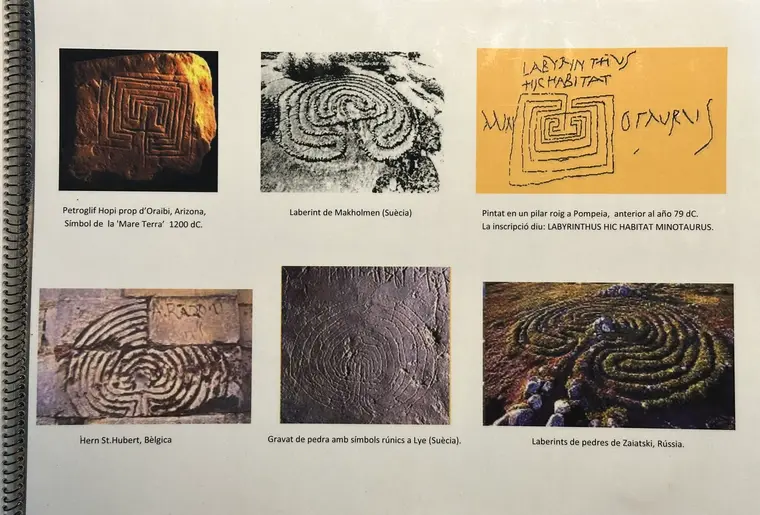 LABYRINTHUS
HIC HABITAT
MIN OTAURUS
Petroglif Hopi prop d'Oraibi, Arizona,
Símbol de la 'Mare Terra' 1200 dC.
Laberint de Makholmen (Suècia)
Pintat en un pilar roig a Pompeia, anterior al año 79 dC.
La inscripció diu: LABYRINTHUS HIC HABITAT MINOTAURUS.
Hern St.Hubert, Bèlgica
Gravat de pedra amb símbols rúnics a Lye (Suècia).
Laberints de pedres de Zaiatski, Rússia.